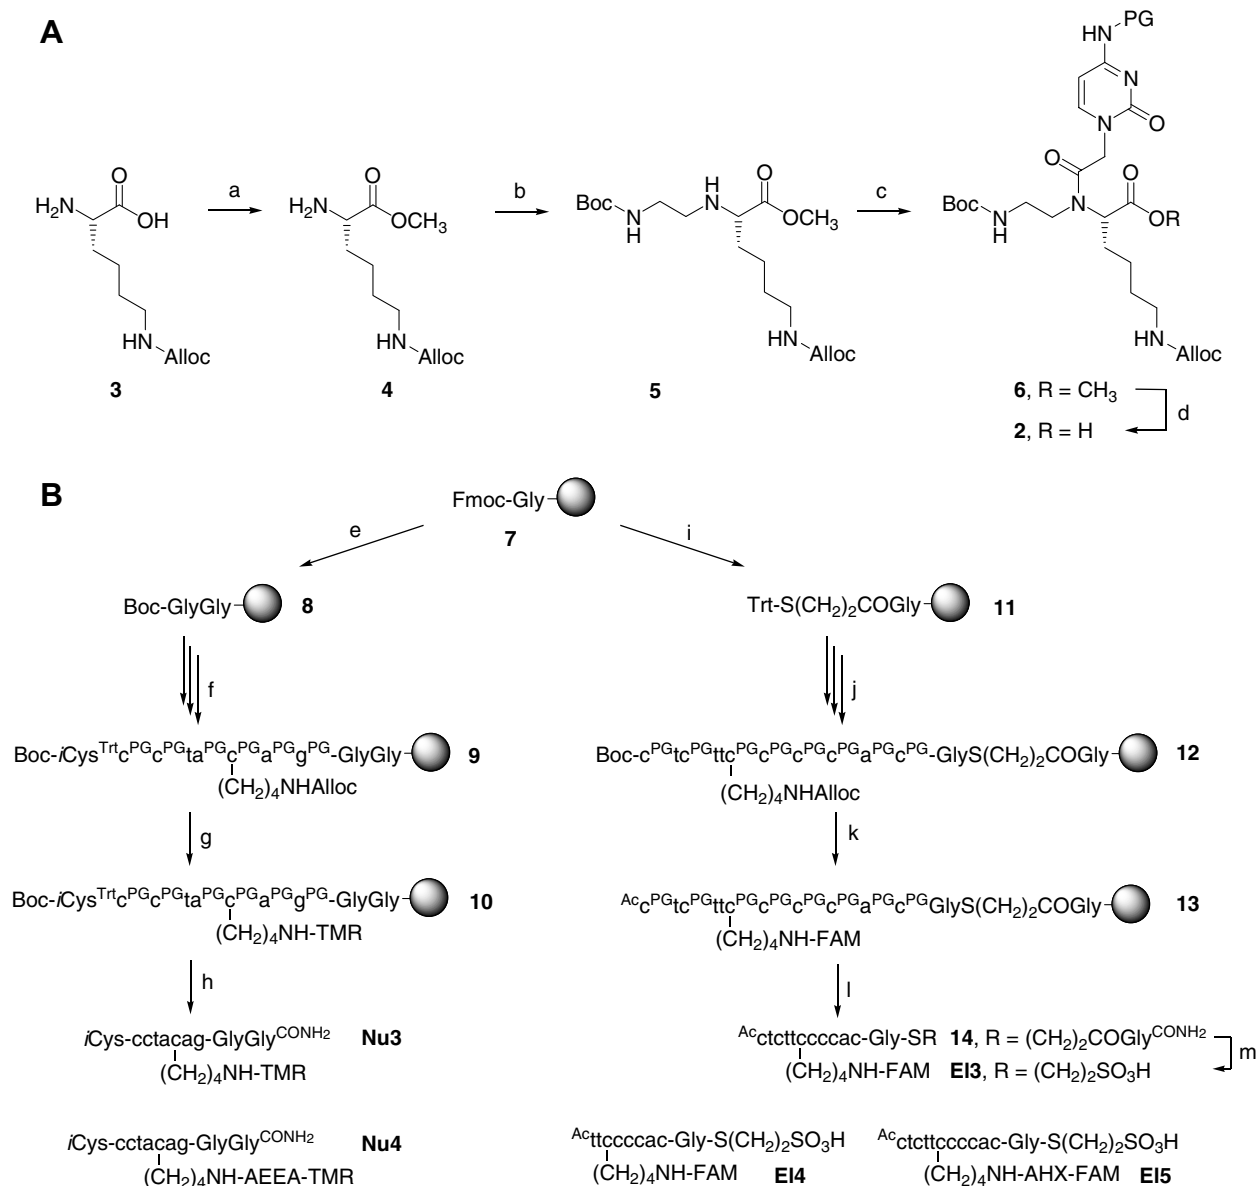 A
HN PG
N
N O
O
H2N O OH
HN Alloc
3
a
H2N O OCH3
HN Alloc
4
b
Boc N H H N O OCH3
HN Alloc
5
c
Boc N H N O OR
HN Alloc
6, R = CH3
2, R = H
d
B
Fmoc-Gly
7
e
i
Boc-GlyGly 8
Trt-S(CH2)2COGly 11
f
j
Boc-iCysTrtcPGcPGtaPGcPGaPGgPG-GlyGly 9
(CH2)4NHAlloc
Boc-cPGtcPGttcPGcPGcPGcPGaPGcPG-GlyS(CH2)2COGly 12
(CH2)4NHAlloc
g
k
Boc-iCysTrtcPGcPGtaPGcPGaPGgPG-GlyGly 10
(CH2)4NH-TMR
AccPGtcPGttcPGcPGcPGcPGaPGcPGGlyS(CH2)2COGly 13
(CH2)4NH-FAM
h
l
iCys-cctacag-GlyGlyCONH2 Nu3
(CH2)4NH-TMR
Acctcttccccac-Gly-SR 14, R = (CH2)2COGlyCONH2
(CH2)4NH-FAM El3, R = (CH2)2SO3H
m
iCys-cctacag-GlyGlyCONH2 Nu4
(CH2)4NH-AEEA-TMR
Acttccccac-Gly-S(CH2)2SO3H
(CH2)4NH-FAM El4
Acctcttccccac-Gly-S(CH2)2SO3H
(CH2)4NH-AHX-FAM El5